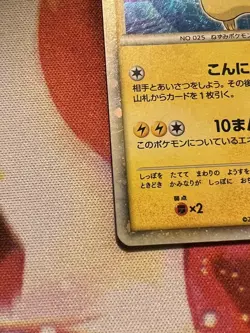 NO 025 ねずみポケモン
こんに
相手とあいさつをしよう。その後
山札からカードを1枚引く。
10まん
このポケモンについているエネ
しっぽを たてて まわりの ようすを
ときどき かみなりが しっぽに お
弱点
×2